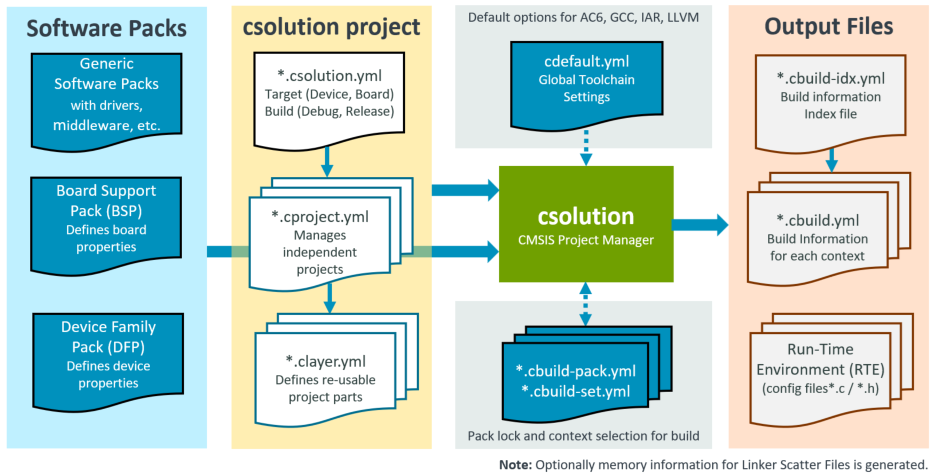 Software Packs
Generic
Software Packs
with drivers,
middleware, etc.
Board Support
Pack (BSP)
Defines board
properties
Device Family
Pack (DFP)
Defines device
properties
csolution project
*.csolution.yml
Target (Device, Board)
Build (Debug, Release)
*.cproject.yml
Manages
independent
projects
*.clayer.yml
Defines re-usable
project parts
Default options for AC6, GCC, IAR, LLVM
cdefault.yml
Global Toolchain
Settings
csolution
CMSIS Project Manager
*.cbuild-pack.yml
*.cbuild-set.yml
Pack lock and context selection for build
Output Files
*.cbuild-idx.yml
Build information
Index file
*.cbuild.yml
Build Information
for each context
Run-Time
Environment (RTE)
(config files*.c / *.h)
Note: Optionally memory information for Linker Scatter Files is generated.